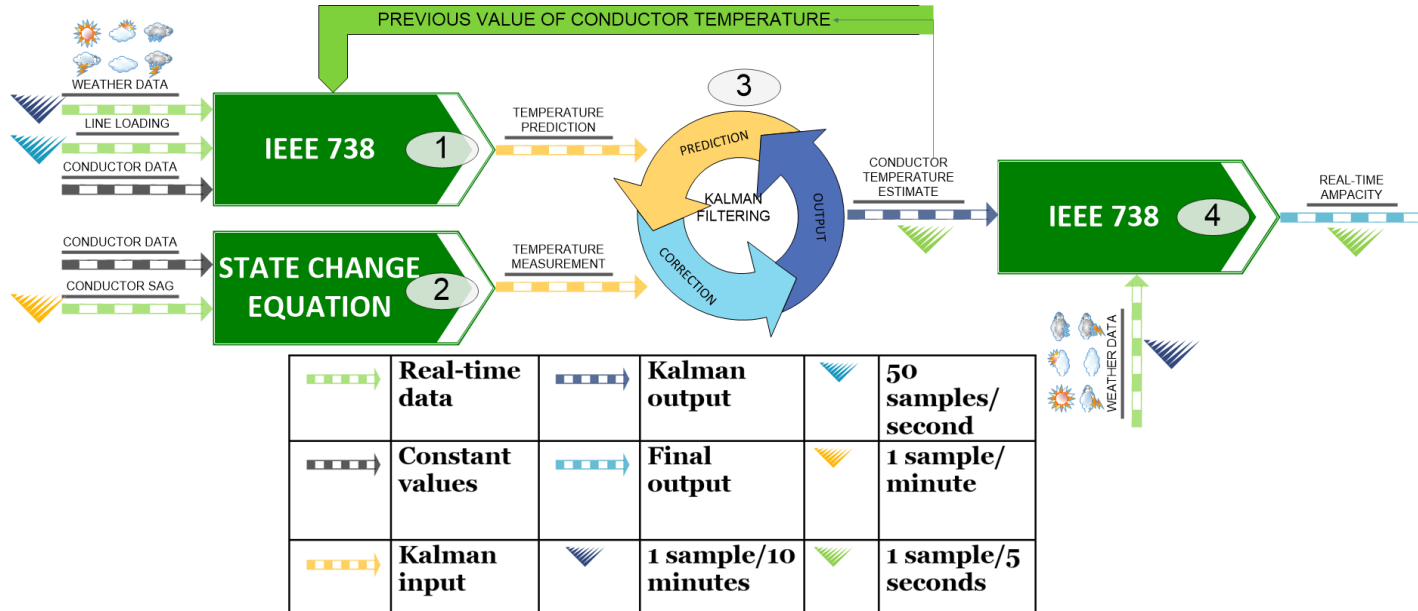 PREVIOUS VALUE OF CONDUCTOR TEMPERATURE
WEATHER DATA
LINE LOADING
CONDUCTOR DATA
IEEE 738
1
TEMPERATURE
PREDICTION
3
PREDICTION
KALMAN
FILTERING
OUTPUT
CORRECTION
CONDUCTOR
TEMPERATURE
ESTIMATE
IEEE 738
4
REAL-TIME
AMPACITY
CONDUCTOR DATA
CONDUCTOR SAG
STATE CHANGE
EQUATION
2
TEMPERATURE
MEASUREMENT
WEATHER DATA
Real-time
data
Kalman
output
50
samples/
second
Constant
values
Final
output
1 sample/
minute
Kalman
input
1 sample/10
minutes
1 sample/5
seconds